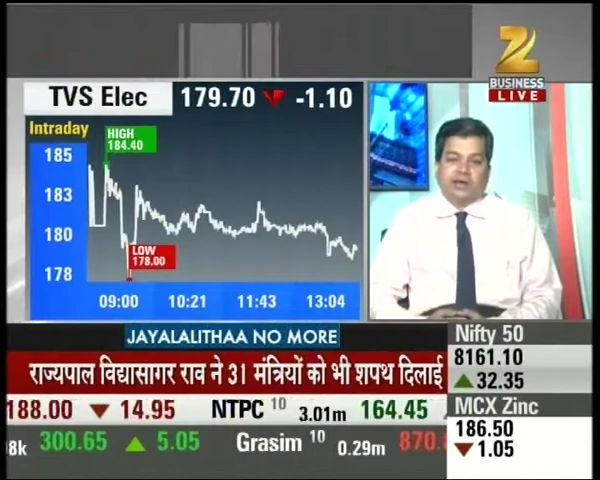 Z
BUSINESS
LIVE
TVS Elec 179.70 -1.10
Intraday
HIGH
184.40
185
183
180
178
LOW
178.00
09:00 10:21 11:43 13:04
JAYALALITHAA NO MORE
राज्यपाल विद्यासागर राव ने 31 मंत्रियों को भी शपथ दिलाई
Nifty 50
8161.10
32.35
188.00 14.95 NTPC 10 3.01m 164.45
MCX Zinc
186.50
1.05
8k 300.65 5.05 Grasim 10 0.29m 870.